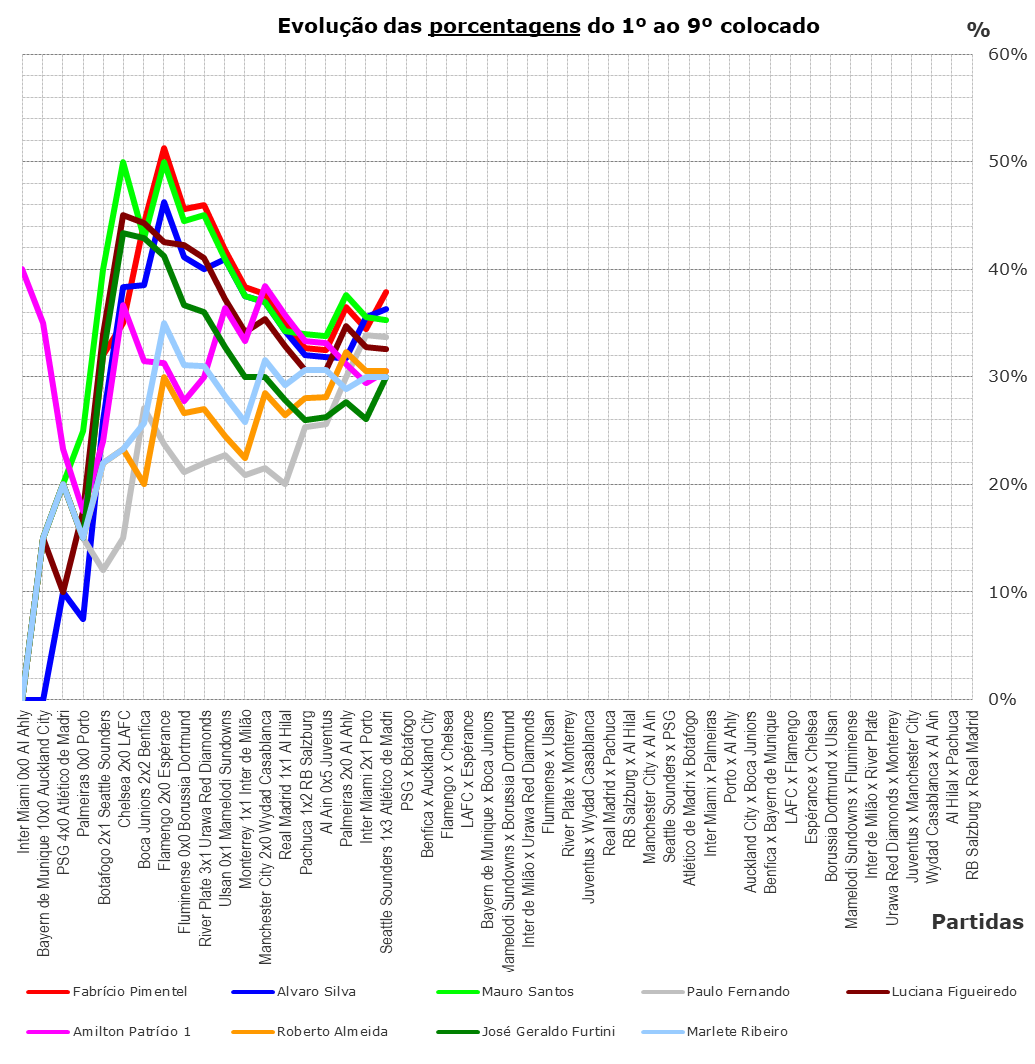 Evolução das porcentagens do 1º ao 9º colocado
%
60%
50%
40%
30%
20%
10%
0%
Inter Miami 0x0 Al Ahly
Bayern de Munique 10x0 Auckland City
PSG 4x0 Atlético de Madri
Palmeiras 0x0 Porto
Botafogo 2x1 Seattle Sounders
Chelsea 2x0 LAFC
Boca Juniors 2x2 Benfica
Flamengo 2x0 Espérance
Fluminense 0x0 Borussia Dortmund
River Plate 3x1 Urawa Red Diamonds
Ulsan 0x1 Mamelodi Sundowns
Monterrey 1x1 Inter de Milão
Manchester City 2x0 Wydad Casablanca
Real Madrid 1x1 Al Hilal
Pachuca 1x2 RB Salzburg
Al Ain 0x5 Juventus
Palmeiras 2x0 Al Ahly
Inter Miami 2x1 Porto
Seattle Sounders 1x3 Atlético de Madri
PSG x Botafogo
Benfica x Auckland City
Flamengo x Chelsea
LAFC x Espérance
Bayern de Munique x Boca Juniors
Mamelodi Sundowns x Borussia Dortmund
Inter de Milão x Urawa Red Diamonds
Fluminense x Ulsan
River Plate x Monterrey
Juventus x Wydad Casablanca
Real Madrid x Pachuca
RB Salzburg x Al Hilal
Manchester City x Al Ain
Seattle Sounders x PSG
Atlético de Madri x Botafogo
Inter Miami x Palmeiras
Porto x Al Ahly
Auckland City x Boca Juniors
Benfica x Bayern de Munique
LAFC x Flamengo
Espérance x Chelsea
Borussia Dortmund x Ulsan
Mamelodi Sundowns x Fluminense
Inter de Milão x River Plate
Urawa Red Diamonds x Monterrey
Juventus x Manchester City
Wydad Casablanca x Al Ain
Al Hilal x Pachuca
RB Salzburg x Real Madrid
Partidas
Fabrício Pimentel
Alvaro Silva
Mauro Santos
Paulo Fernando
Luciana Figueiredo
Amilton Patrício 1
Roberto Almeida
José Geraldo Furtini
Marlete Ribeiro